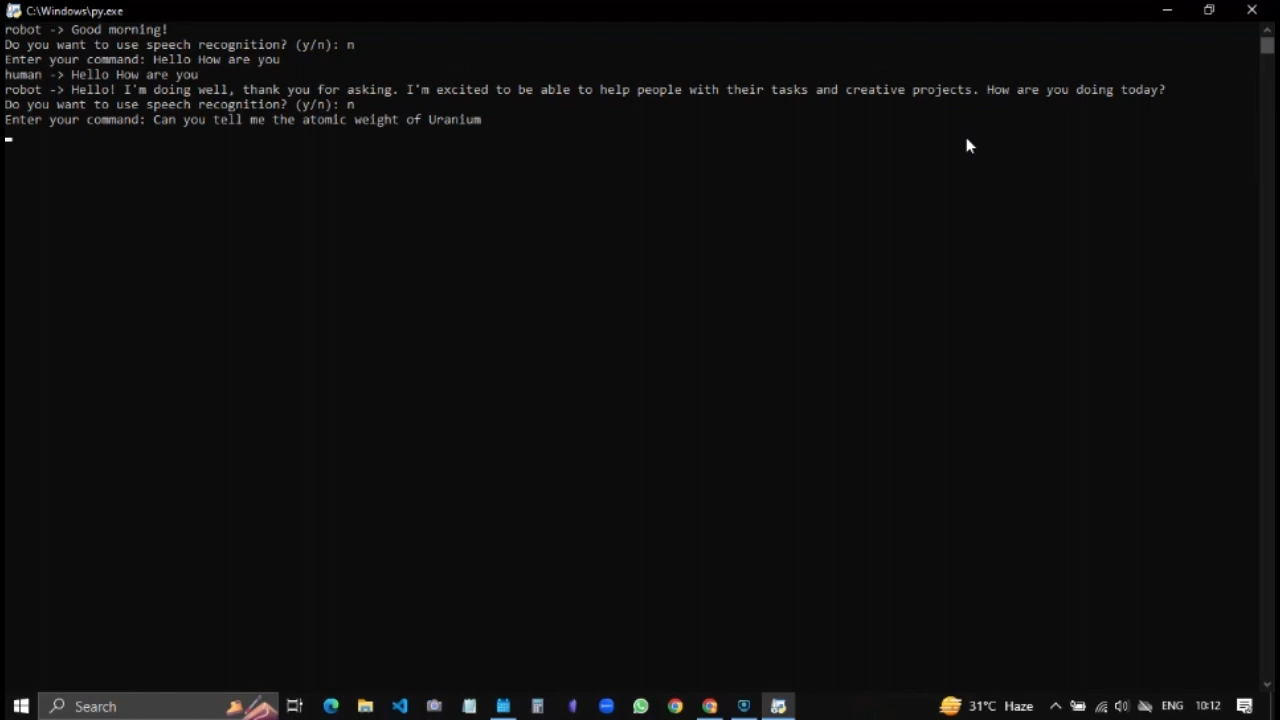 C:\Windows\py.exe
robot -> Good morning!
Do you want to use speech recognition? (y/n): n
Enter your command: Hello How are you
human -> Hello How are you
robot -> Hello! I'm doing well, thank you for asking. I'm excited to be able to help people with their tasks and creative projects. How are you doing today?
Do you want to use speech recognition? (y/n): n
Enter your command: Can you tell me the atomic weight of Uranium
Search
31°C Haze
ENG
10:12